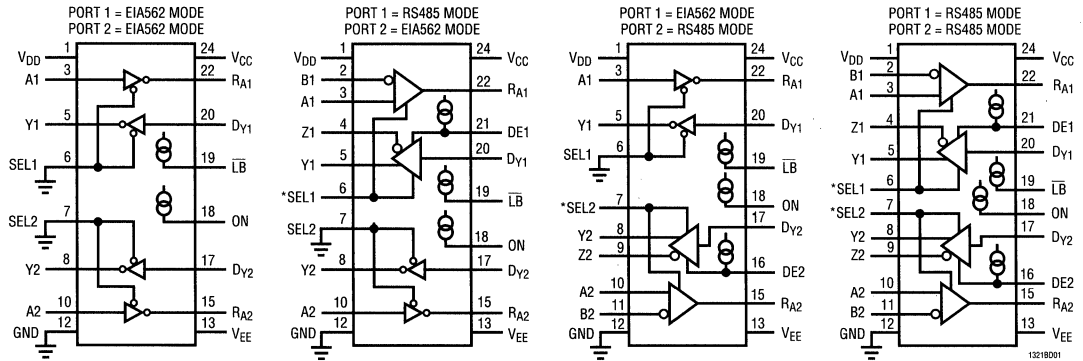 PORT 1 = EIA562 MODE
PORT 2 = EIA562 MODE
VDD 1 24 VCC
A1 3 22 RA1
Y1 5 20 DY1
SEL1 6 19 LB
SEL2 7 18 ON
Y2 8 17 DY2
A2 10 15 RA2
GND 12 13 VEE
PORT 1 = RS485 MODE
PORT 2 = EIA562 MODE
VDD 1 24 VCC
B1 2 22 RA1
A1 3
Z1 4 21 DE1
Y1 5 20 DY1
*SEL1 6 19 LB
SEL2 7 18 ON
Y2 8 17 DY2
A2 10 15 RA2
GND 12 13 VEE
PORT 1 = EIA562 MODE
PORT 2 = RS485 MODE
VDD 1 24 VCC
A1 3 22 RA1
Y1 5 20 DY1
SEL1 6 19 LB
*SEL2 7 18 ON
Y2 8 17 DY2
Z2 9 16 DE2
A2 10 15 RA2
B2 11
GND 12 13 VEE
PORT 1 = RS485 MODE
PORT 2 = RS485 MODE
VDD 1 24 VCC
B1 2 22 RA1
A1 3
Z1 4 21 DE1
Y1 5 20 DY1
*SEL1 6 19 LB
*SEL2 7 18 ON
Y2 8 17 DY2
Z2 9 16 DE2
A2 10 15 RA2
B2 11
GND 12 13 VEE
1321BD01